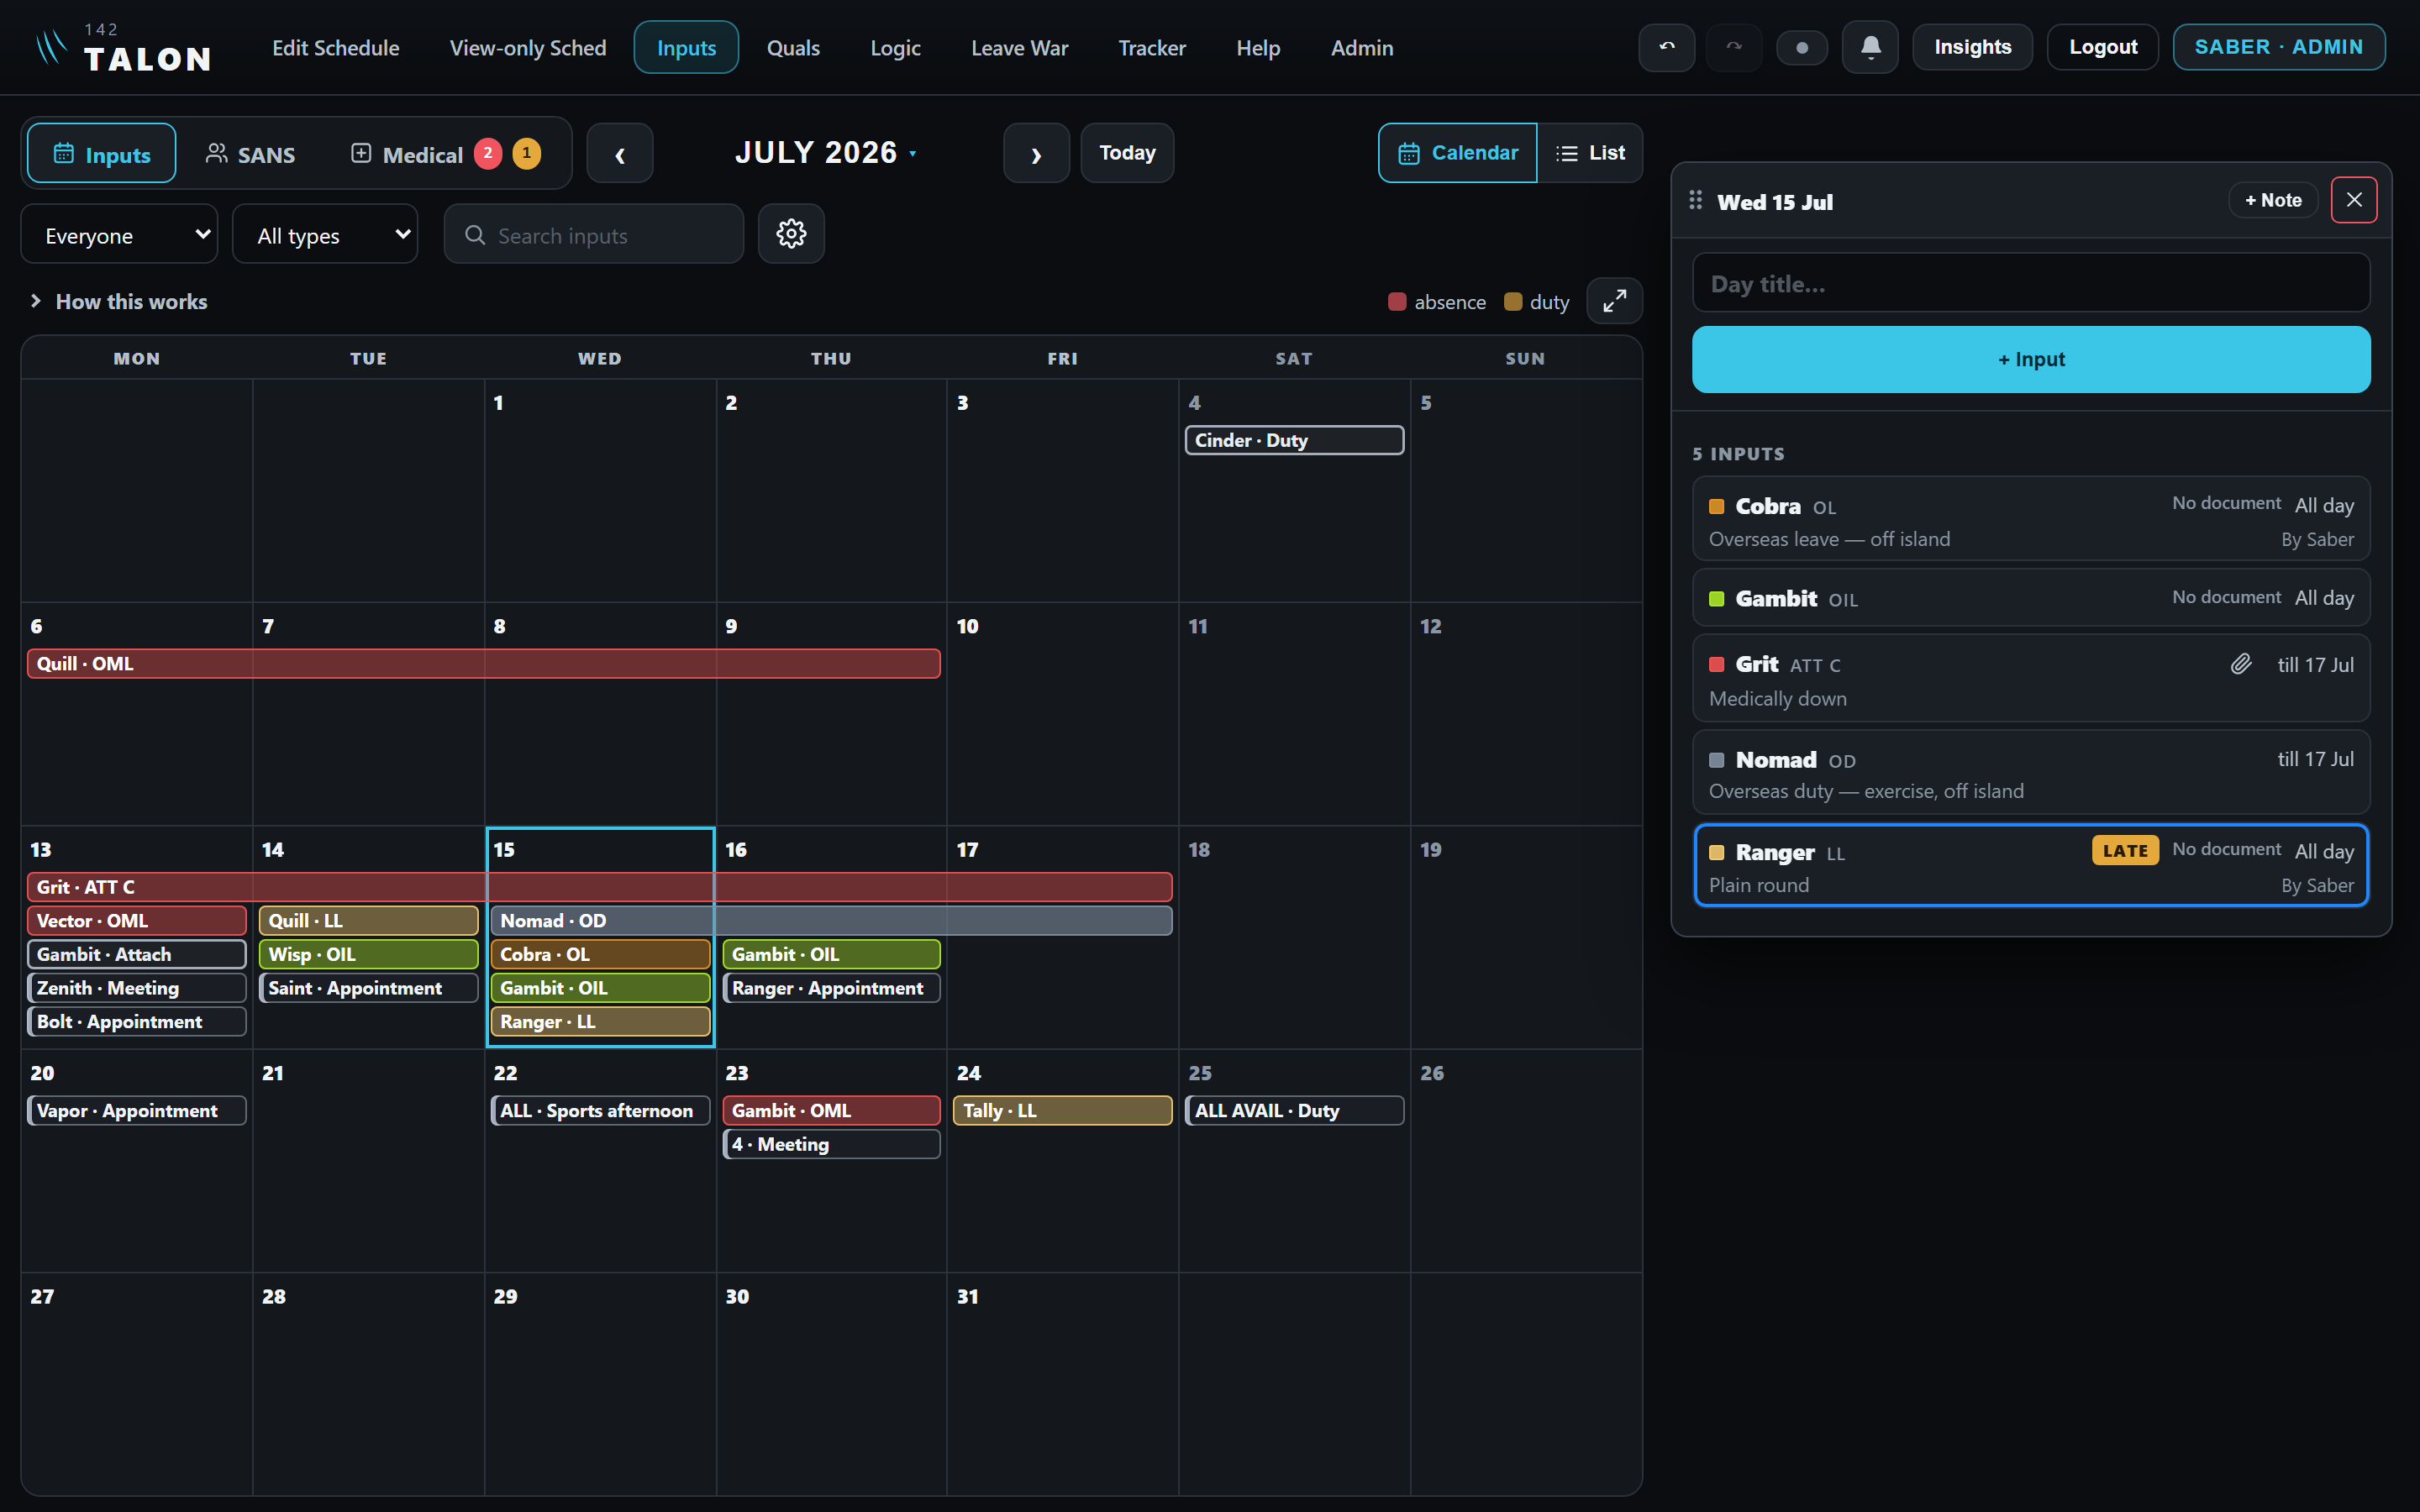 142
TALON
Edit Schedule
View-only Sched
Inputs
Quals
Logic
Leave War
Tracker
Help
Admin
Insights
Logout
SABER · ADMIN
Inputs
SANS
Medical
2
1
JULY 2026
Today
Calendar
List
Everyone
All types
Search inputs
How this works
absence
duty
MON
TUE
WED
THU
FRI
SAT
SUN
1
2
3
4
5
Cinder · Duty
6
7
8
9
10
11
12
Quill · OML
13
14
15
16
17
18
19
Grit · ATT C
Vector · OML
Quill · LL
Nomad · OD
Gambit · Attach
Wisp · OIL
Cobra · OL
Gambit · OIL
Zenith · Meeting
Saint · Appointment
Gambit · OIL
Ranger · Appointment
Bolt · Appointment
Ranger · LL
20
21
22
23
24
25
26
Vapor · Appointment
ALL · Sports afternoon
Gambit · OML
Tally · LL
ALL AVAIL · Duty
4 · Meeting
27
28
29
30
31
Wed 15 Jul
+ Note
Day title...
+ Input
5 INPUTS
Cobra OL No document All day
Overseas leave — off island By Saber
Gambit OIL No document All day
Grit ATT C till 17 Jul
Medically down
Nomad OD till 17 Jul
Overseas duty — exercise, off island
Ranger LL LATE No document All day
Plain round By Saber